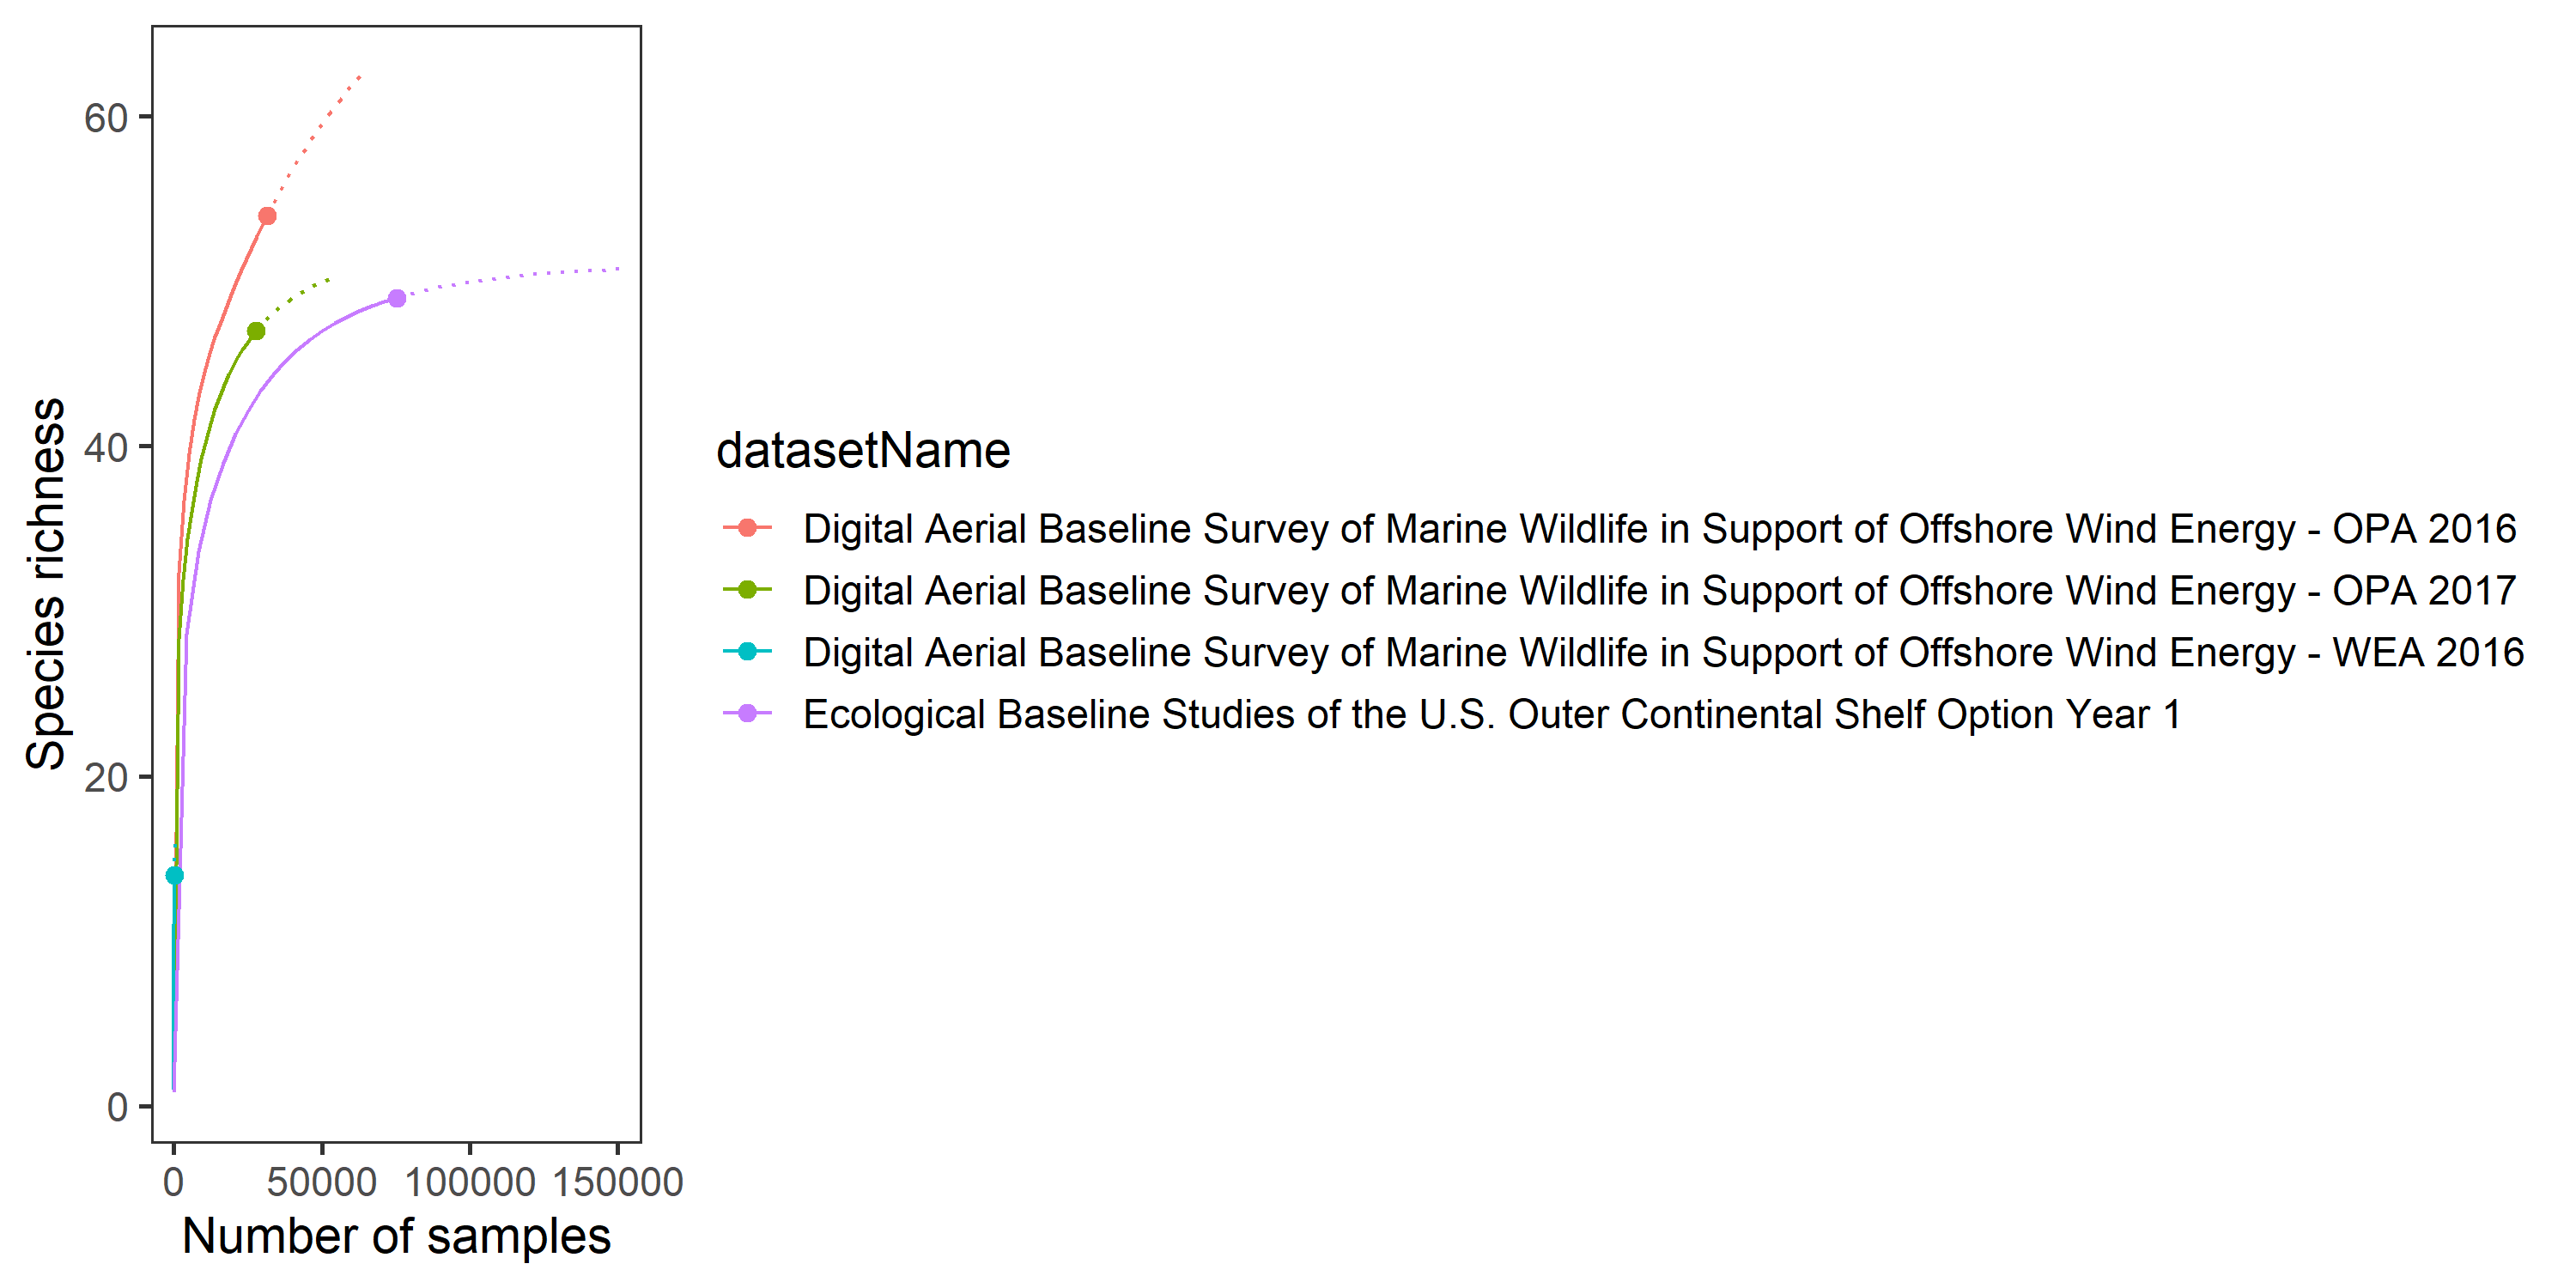 60
40
20
0
Species richness
0 50000 100000 150000
Number of samples
datasetName
Digital Aerial Baseline Survey of Marine Wildlife in Support of Offshore Wind Energy - OPA 2016
Digital Aerial Baseline Survey of Marine Wildlife in Support of Offshore Wind Energy - OPA 2017
Digital Aerial Baseline Survey of Marine Wildlife in Support of Offshore Wind Energy - WEA 2016
Ecological Baseline Studies of the U.S. Outer Continental Shelf Option Year 1